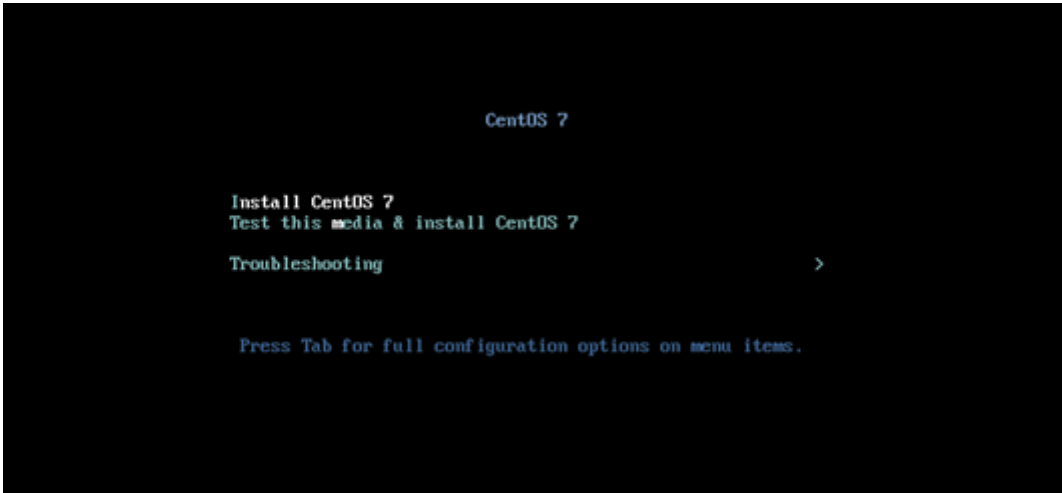 CentOS 7
Install CentOS 7
Test this media & install CentOS 7
Troubleshooting >
Press Tab for full configuration options on menu items.